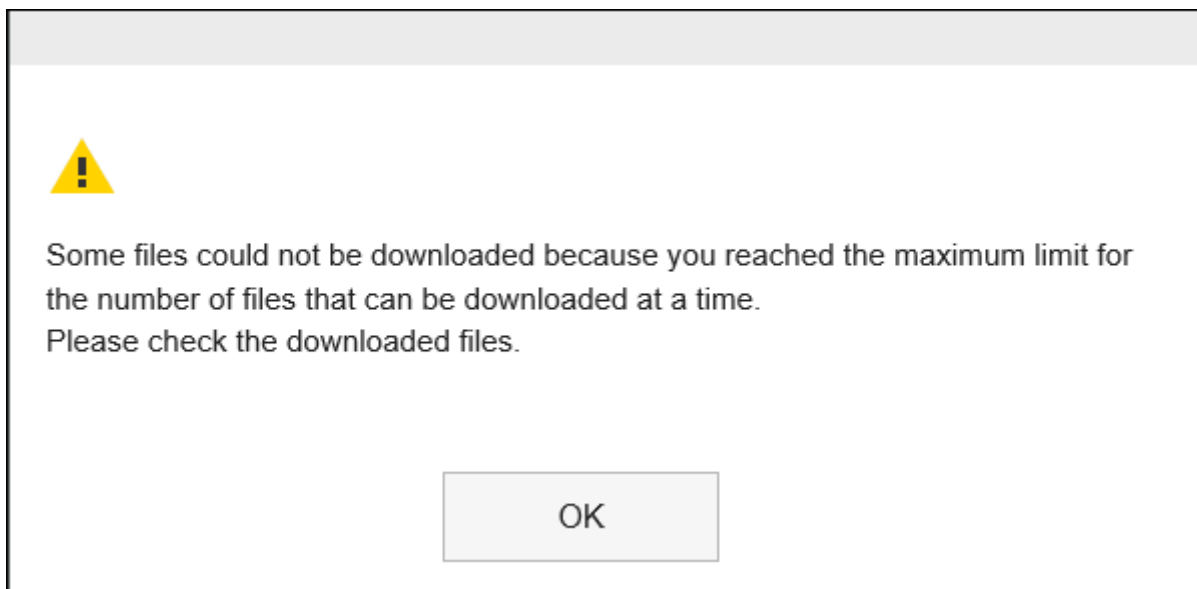 Some files could not be downloaded because you reached the maximum limit for
the number of files that can be downloaded at a time.
Please check the downloaded files.
OK